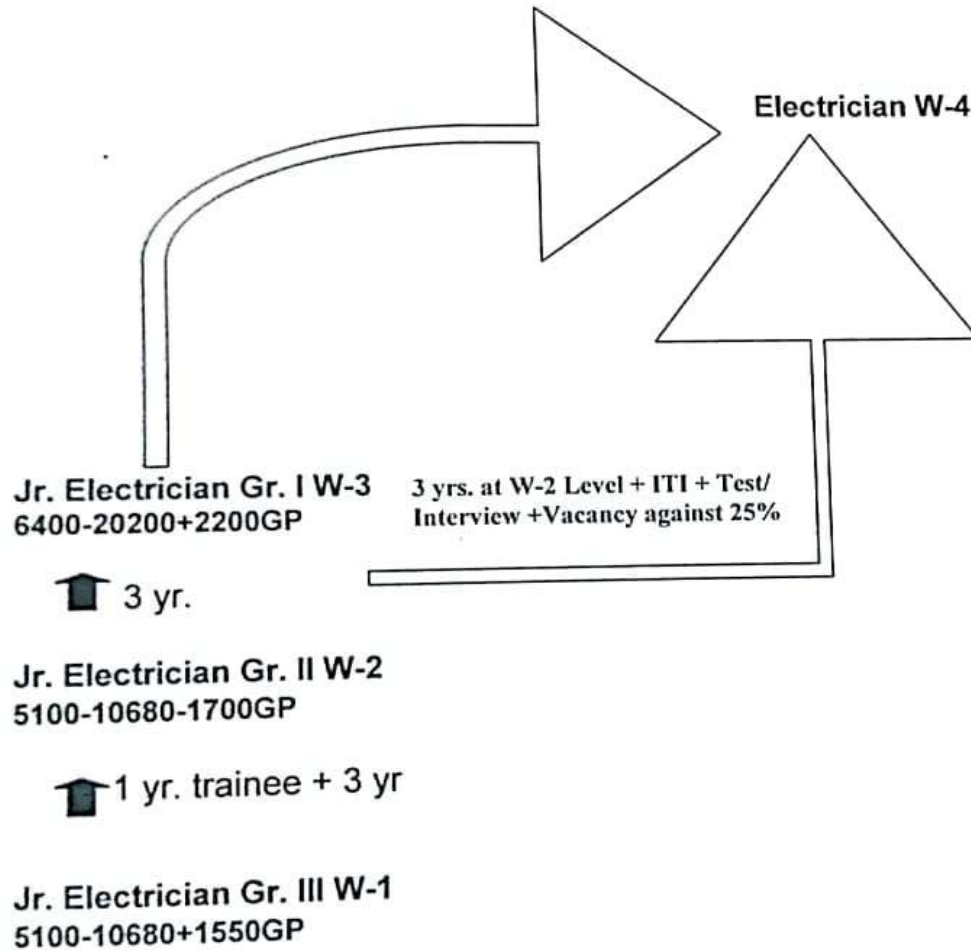 Electrician W-4
Jr. Electrician Gr. I W-3
6400-20200+2200GP
3 yrs. at W-2 Level + ITI + Test/
Interview +Vacancy against 25%
3 yr.
Jr. Electrician Gr. II W-2
5100-10680-1700GP
1 yr. trainee + 3 yr
Jr. Electrician Gr. III W-1
5100-10680+1550GP